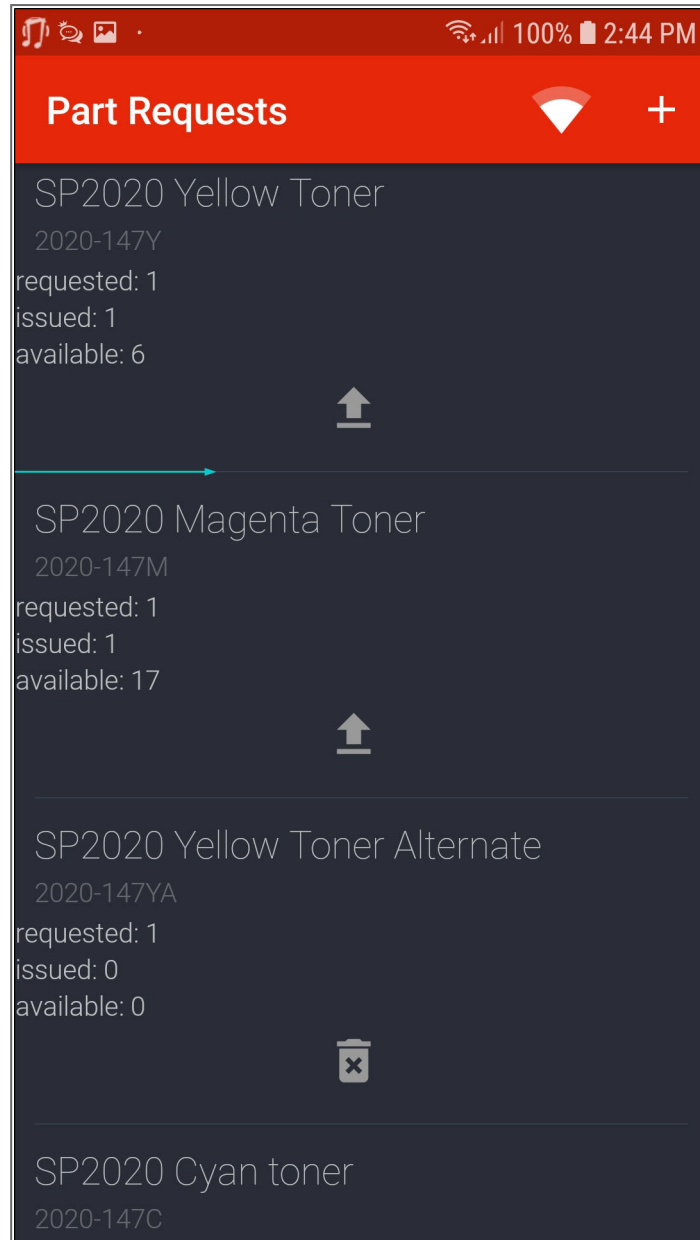 100% 2:44 PM
Part Requests
SP2020 Yellow Toner
2020-147Y
requested: 1
issued: 1
available: 6
SP2020 Magenta Toner
2020-147M
requested: 1
issued: 1
available: 17
SP2020 Yellow Toner Alternate
2020-147YA
requested: 1
issued: 0
available: 0
SP2020 Cyan toner
2020-147C